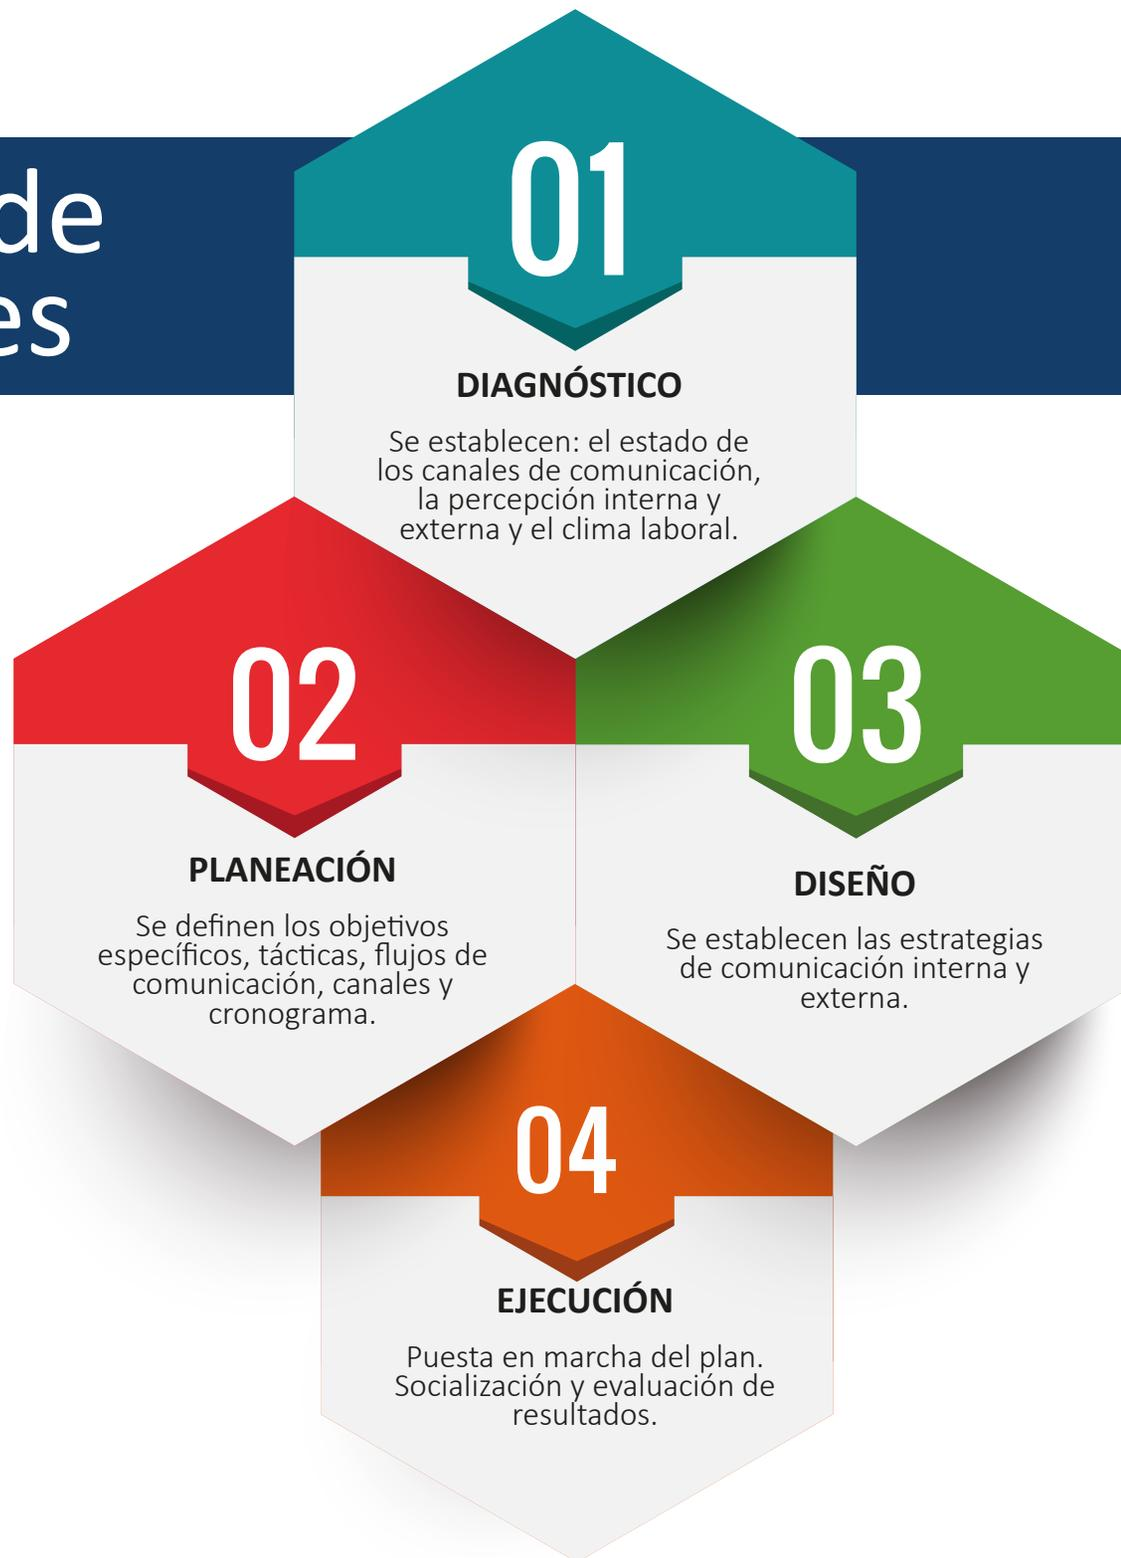 de
es
01
DIAGNÓSTICO
Se establecen: el estado de
los canales de comunicación,
la percepción interna y
externa y el clima laboral.
02
PLANEACIÓN
Se definen los objetivos
específicos, tácticas, flujos de
comunicación, canales y
cronograma.
03
DISEÑO
Se establecen las estrategias
de comunicación interna y
externa.
04
EJECUCIÓN
Puesta en marcha del plan.
Socialización y evaluación de
resultados.